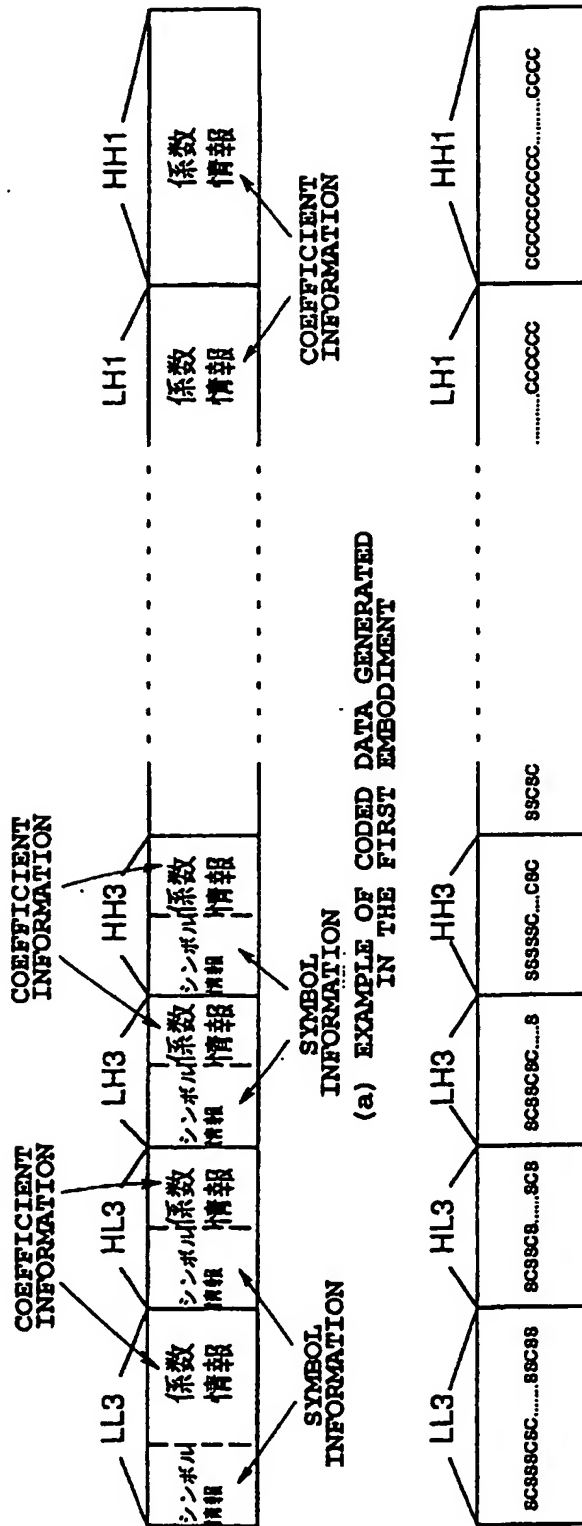 COEFFICIENT
INFORMATION
COEFFICIENT
INFORMATION
LL3
HL3
LH3
HH3
LH1
HH1
シンボル
情報
係数
情報
シンボル
情報
係数
情報
シンボル
情報
係数
情報
シンボル
情報
係数
情報
係数
情報
係数
情報
SYMBOL
INFORMATION
SYMBOL
INFORMATION
COEFFICIENT
INFORMATION
(a) EXAMPLE OF CODED DATA GENERATED
IN THE FIRST EMBODIMENT
LL3
HL3
LH3
HH3
LH1
HH1
SCSSSCSC.......SSCSS
SCSSCS......SCS
SCSSCSC.....S
SSSSSC....CSC
SSCSC
..........CCCCCC
CCCCCCCCCC..........CCCC